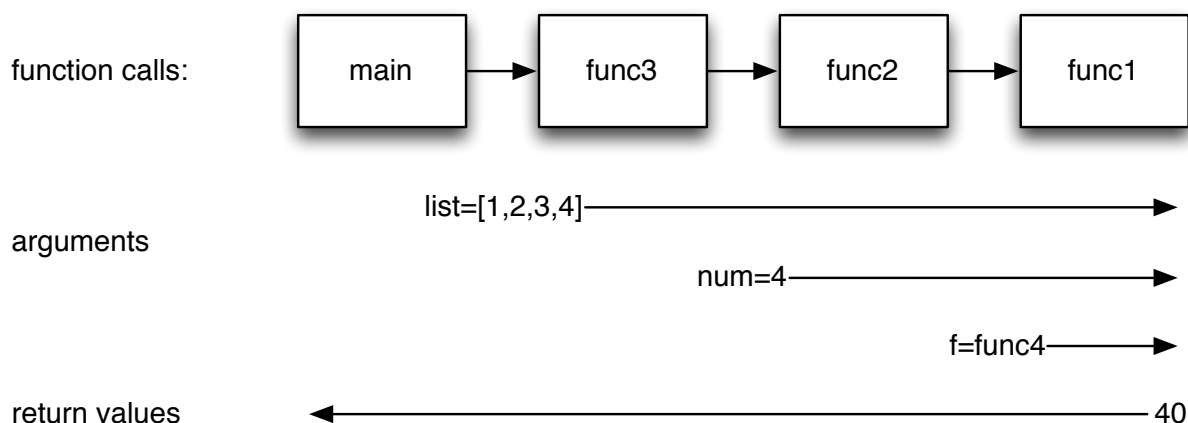 function calls: main func3 func2 func1
list=[1,2,3,4]
arguments
num=4
f=func4
return values 40